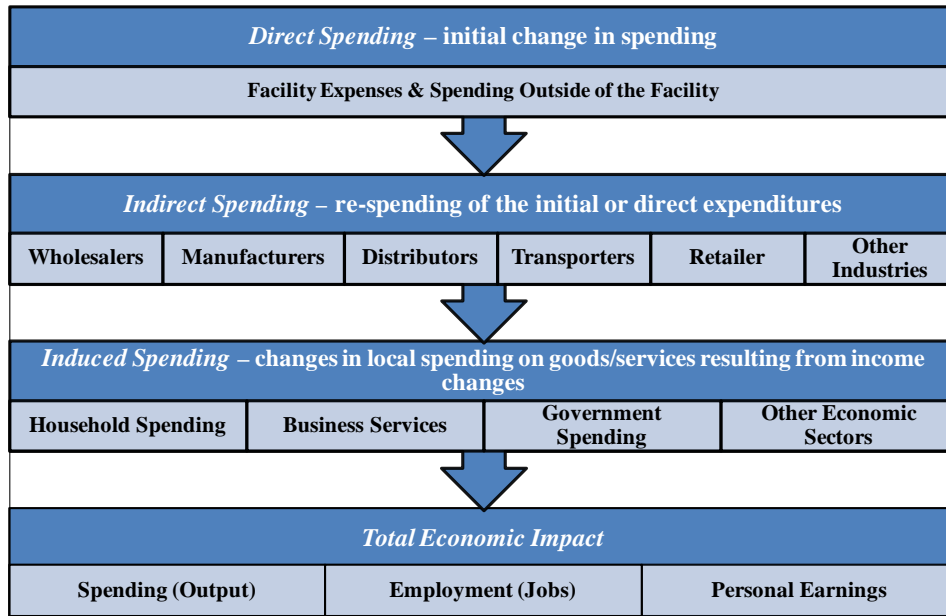 Direct Spending – initial change in spending
Facility Expenses & Spending Outside of the Facility
Indirect Spending – re-spending of the initial or direct expenditures
Wholesalers
Manufacturers
Distributors
Transporters
Retailer
Other
Industries
Induced Spending – changes in local spending on goods/services resulting from income
changes
Household Spending
Business Services
Government
Spending
Other Economic
Sectors
Total Economic Impact
Spending (Output)
Employment (Jobs)
Personal Earnings